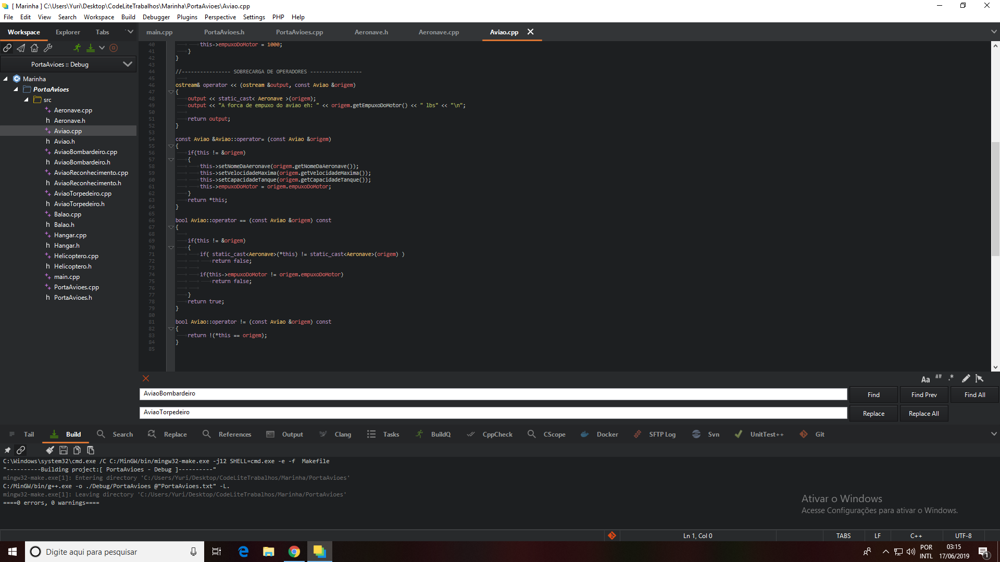 [ Marinha ] C:\Users\Yuri\Desktop\CodeLiteTrabalhos\Marinha\PortaAvioes\Aviao.cpp
File Edit View Search Workspace Build Debugger Plugins Perspective Settings PHP Help
Workspace Explorer Tabs
main.cpp PortaAvioes.h PortaAvioes.cpp Aeronave.h Aeronave.cpp Aviao.cpp
PortaAvioes :: Debug
Marinha
PortaAvioes
src
Aeronave.cpp
h Aeronave.h
Aviao.cpp
h Aviao.h
AviaoBombardeiro.cpp
h AviaoBombardeiro.h
AviaoReconhecimento.cpp
h AviaoReconhecimento.h
AviaoTorpedeiro.cpp
h AviaoTorpedeiro.h
Balao.cpp
h Balao.h
Hangar.cpp
h Hangar.h
Helicoptero.cpp
h Helicoptero.h
main.cpp
PortaAvioes.cpp
h PortaAvioes.h
40 this->empuxoDoMotor = 1000;
41 }
42 }
43
44 //---------------- SOBRECARGA DE OPERADORES -----------------
45
46 ostream& operator << (ostream &output, const Aviao &origem)
47 {
48 output << static_cast< Aeronave >(origem);
49 output << "A forca de empuxo do aviao eh: " << origem.getEmpuxoDoMotor() << " lbs" << "\n";
50
51 return output;
52 }
53
54 const Aviao &Aviao::operator= (const Aviao &origem)
55 {
56 if(this != &origem)
57 {
58 this->setNomeDaAeronave(origem.getNomeDaAeronave());
59 this->setVelocidadeMaxima(origem.getVelocidadeMaxima());
60 this->setCapacidadeTanque(origem.getCapacidadeTanque());
61 this->empuxoDoMotor = origem.empuxoDoMotor;
62 }
63 return *this;
64 }
65
66 bool Aviao::operator == (const Aviao &origem) const
67 {
68
69 if(this != &origem)
70 {
71 if( static_cast<Aeronave>(*this) != static_cast<Aeronave>(origem) )
72 return false;
73
74 if(this->empuxoDoMotor != origem.empuxoDoMotor)
75 return false;
76
77 }
78 return true;
79 }
80
81 bool Aviao::operator != (const Aviao &origem) const
82 {
83 return !(*this == origem);
84 }
85
Aa "" .*
AviaoBombardeiro Find Find Prev Find All
AviaoTorpedeiro Replace Replace All
Tail Build Search Replace References Output Clang Tasks BuildQ CppCheck CScope Docker SFTP Log Svn UnitTest++ Git
C:\Windows\system32\cmd.exe /C C:/MinGW/bin/mingw32-make.exe -j12 SHELL=cmd.exe -e -f  Makefile
"----------Building project:[ PortaAvioes - Debug ]----------"
mingw32-make.exe[1]: Entering directory 'C:/Users/Yuri/Desktop/CodeLiteTrabalhos/Marinha/PortaAvioes'
C:/MinGW/bin/g++.exe -o ./Debug/PortaAvioes @"PortaAvioes.txt" -L.
mingw32-make.exe[1]: Leaving directory 'C:/Users/Yuri/Desktop/CodeLiteTrabalhos/Marinha/PortaAvioes'
====0 errors, 0 warnings====
Ativar o Windows
Acesse Configurações para ativar o Windows.
Ln 1, Col 0 TABS LF C++ UTF-8
Digite aqui para pesquisar
POR 03:15
INTL 17/06/2019 1